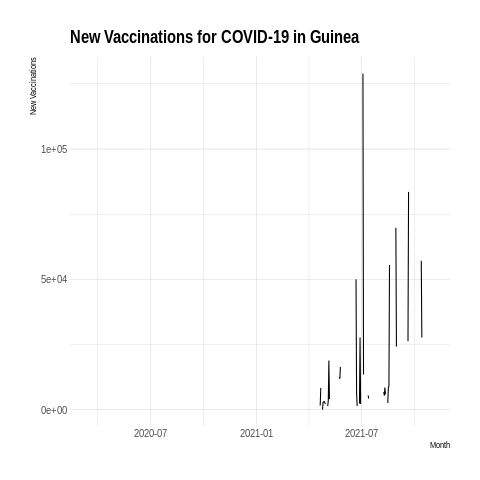 New Vaccinations for COVID-19 in Guinea
New Vaccinations
1e+05
5e+04
0e+00
2020-07
2021-01
2021-07
Month